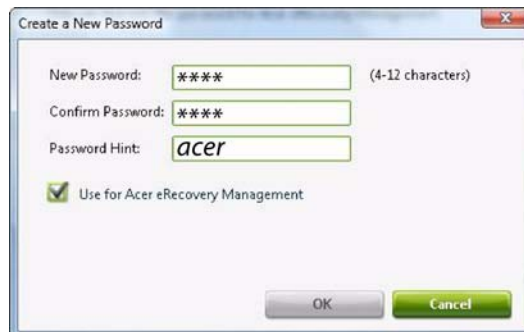 Create a New Password
New Password: **** (4-12 characters)
Confirm Password: ****
Password Hint: acer
Use for Acer eRecovery Management
OK Cancel